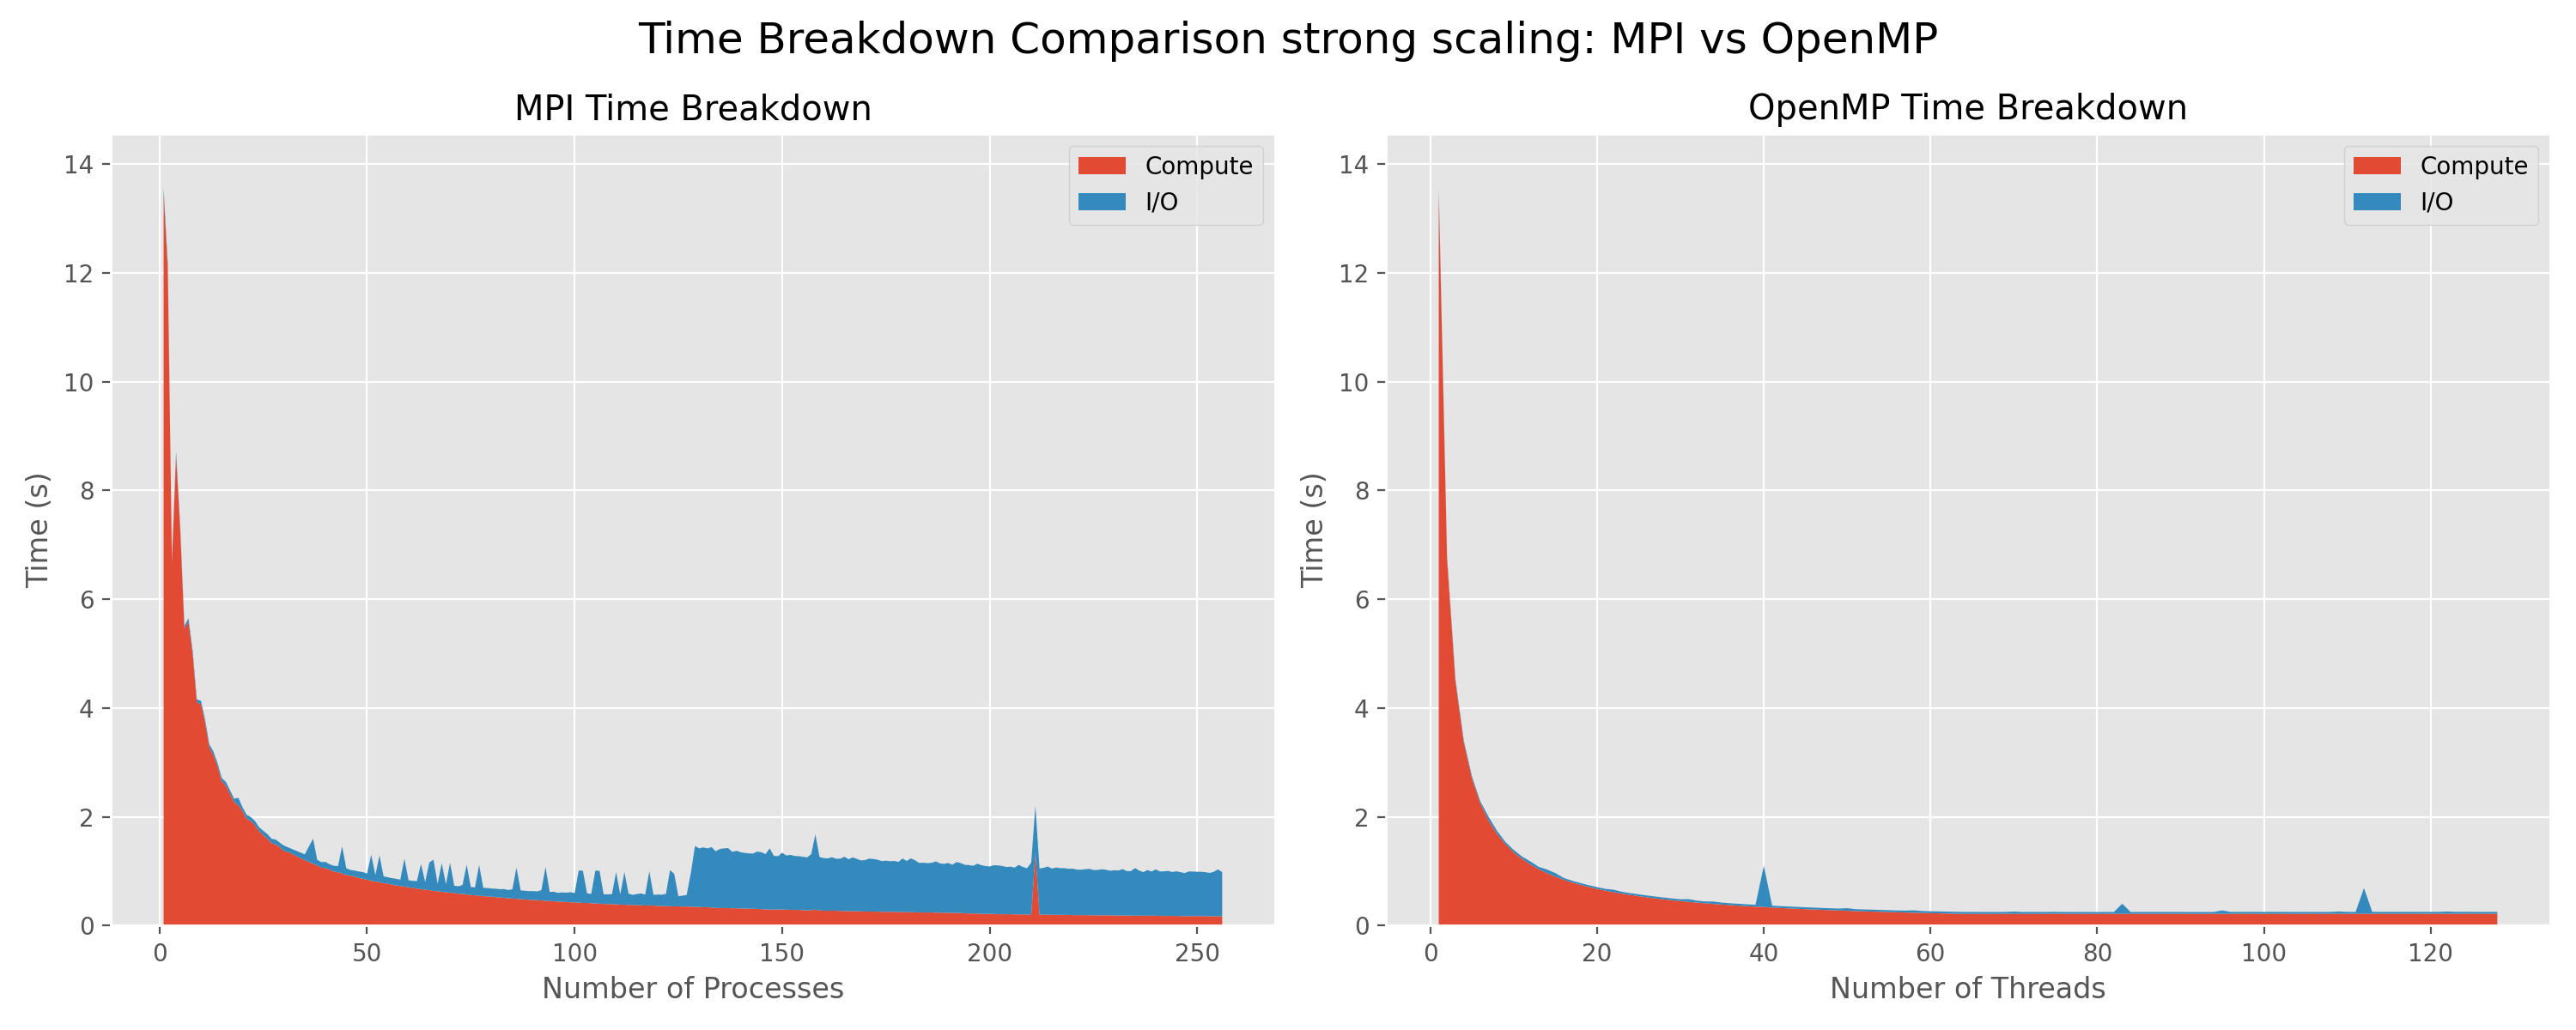 Time Breakdown Comparison strong scaling: MPI vs OpenMP
MPI Time Breakdown
Compute
I/O
14
12
10
8
6
4
2
0
Time (s)
0 50 100 150 200 250
Number of Processes
OpenMP Time Breakdown
Compute
I/O
14
12
10
8
6
4
2
0
Time (s)
0 20 40 60 80 100 120
Number of Threads